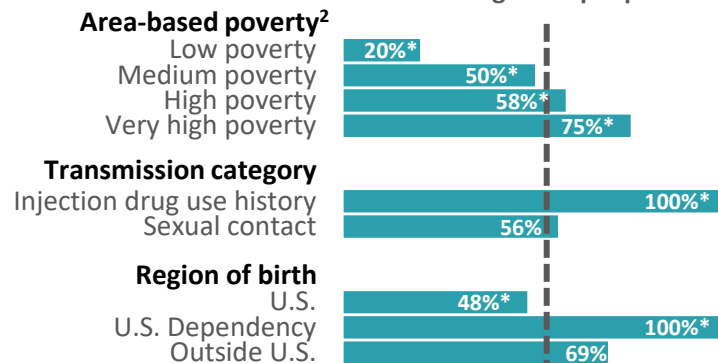 Area-based poverty²
Low poverty 20%*
Medium poverty 50%*
High poverty 58%*
Very high poverty 75%*
Transmission category
Injection drug use history 100%*
Sexual contact 56%
Region of birth
U.S. 48%*
U.S. Dependency 100%*
Outside U.S. 69%